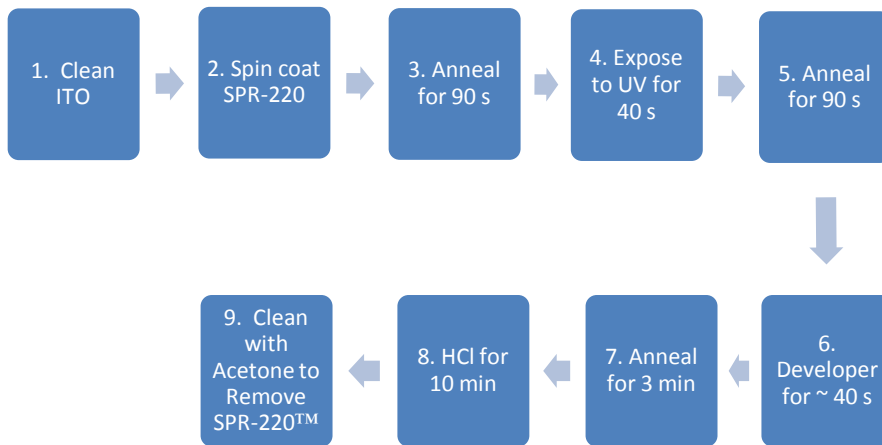 1. Clean
ITO
2. Spin coat
SPR-220
3. Anneal
for 90 s
4. Expose
to UV for
40 s
5. Anneal
for 90 s
6.
Developer
for ~ 40 s
7. Anneal
for 3 min
8. HCl for
10 min
9. Clean
with
Acetone to
Remove
SPR-220™